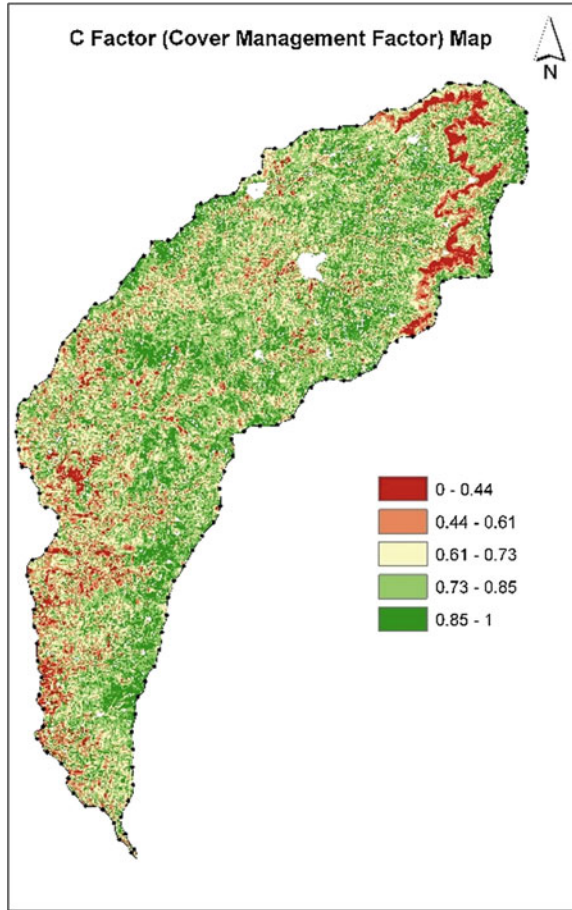 C Factor (Cover Management Factor) Map
N
0 - 0.44
0.44 - 0.61
0.61 - 0.73
0.73 - 0.85
0.85 - 1